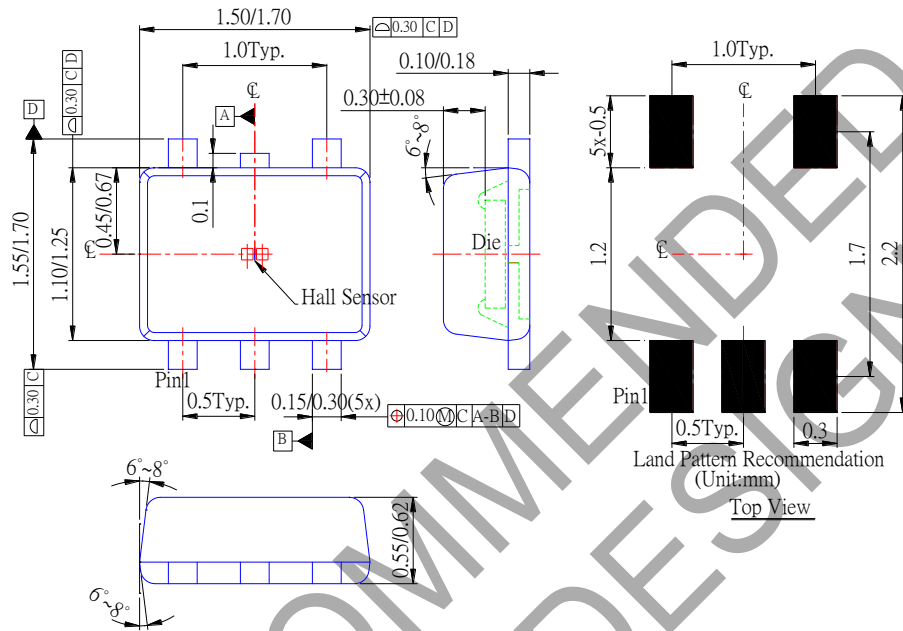 1.50/1.70
0.30 C D
1.0Typ.
℄
A
D
0.30 C D
1.55/1.70
1.10/1.25
0.45/0.67
0.1
℄
Hall Sensor
Pin1
0.30 C
0.5Typ.
0.15/0.30(5x)
B
0.10 Ⓜ C A-B D
0.10/0.18
0.30±0.08
6°~8°
Die
1.0Typ.
℄
5x-0.5
℄
1.2
1.7
2.2
Pin1
0.5Typ.
0.3
Land Pattern Recommendation
(Unit:mm)
Top View
6°~8°
0.55/0.62
6°~8°
OMMENDED
DESIGN